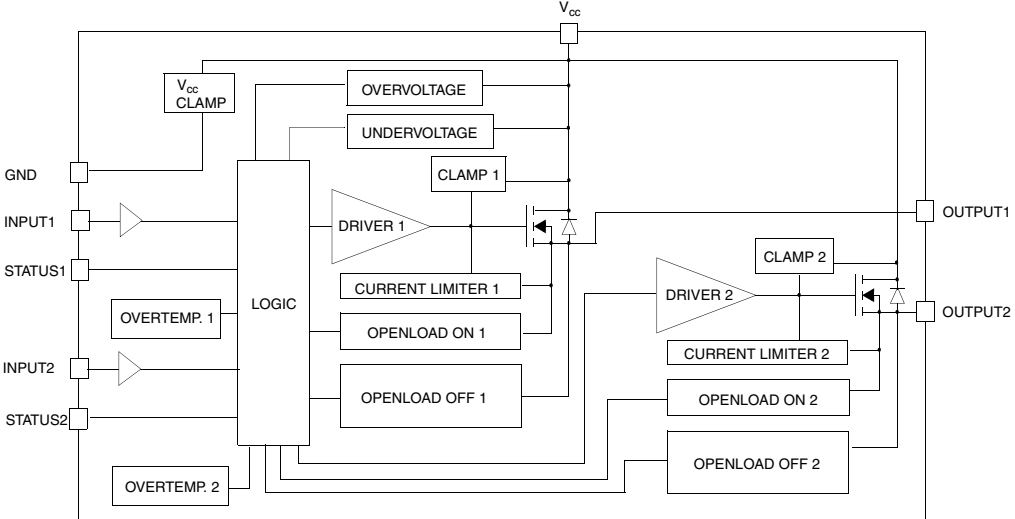 Vcc
Vcc
CLAMP
OVERVOLTAGE
UNDERVOLTAGE
GND
CLAMP 1
INPUT1
DRIVER 1
OUTPUT1
STATUS1
CLAMP 2
CURRENT LIMITER 1
DRIVER 2
LOGIC
OVERTEMP. 1
OPENLOAD ON 1
OUTPUT2
CURRENT LIMITER 2
INPUT2
OPENLOAD OFF 1
OPENLOAD ON 2
STATUS2
OPENLOAD OFF 2
OVERTEMP. 2